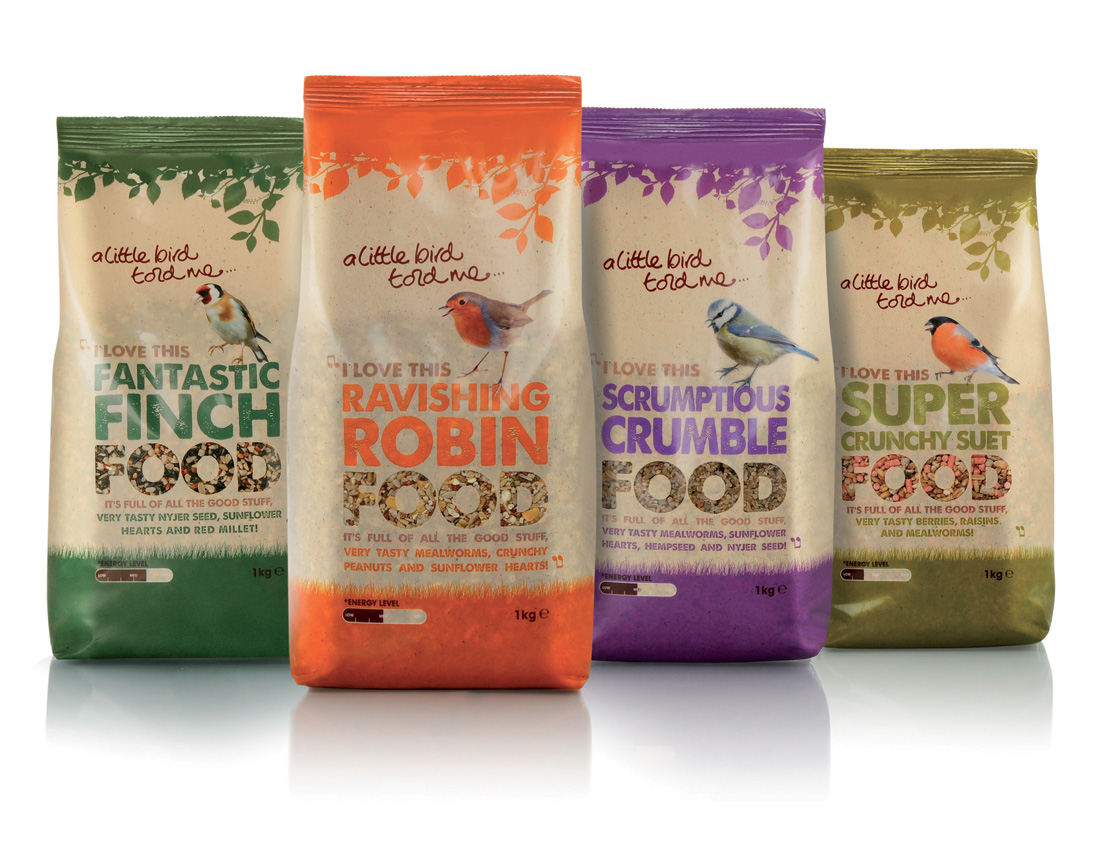 a little bird
told me...
"I LOVE THIS
FANTASTIC
FINCH
FOOD
IT'S FULL OF ALL THE GOOD STUFF,
VERY TASTY NYJER SEED, SUNFLOWER
HEARTS AND RED MILLET!
*ENERGY LEVEL
LOW MED
1kg e
a little bird
told me...
"I LOVE THIS
RAVISHING
ROBIN
FOOD
IT'S FULL OF ALL THE GOOD STUFF,
VERY TASTY MEALWORMS, CRUNCHY
PEANUTS AND SUNFLOWER HEARTS!"
*ENERGY LEVEL
LOW
1kg e
a little bird
told me...
"I LOVE THIS
SCRUMPTIOUS
CRUMBLE
FOOD
IT'S FULL OF ALL THE GOOD STUFF,
VERY TASTY MEALWORMS, SUNFLOWER
HEARTS, HEMPSEED AND NYJER SEED!"
*ENERGY LEVEL
LOW
1kg e
a little bird
told me...
"I LOVE THIS
SUPER
CRUNCHY SUET
FOOD
IT'S FULL OF ALL THE GOOD STUFF,
VERY TASTY BERRIES, RAISINS,
AND MEALWORMS!"
*ENERGY LEVEL
LOW
1kg e